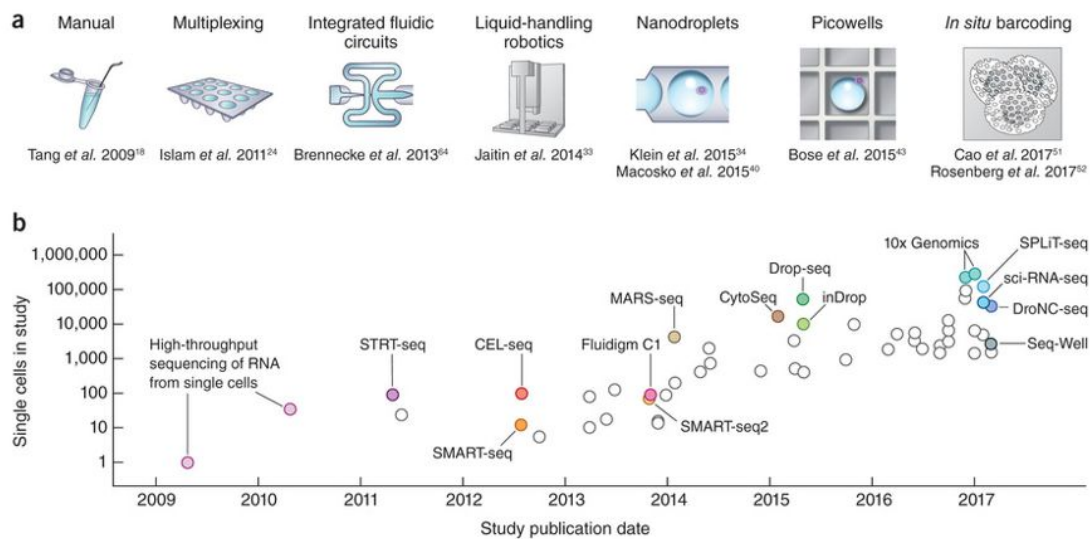 a
Manual
Multiplexing
Integrated fluidic
circuits
Liquid-handling
robotics
Nanodroplets
Picowells
In situ barcoding
Tang et al. 2009¹⁸
Islam et al. 2011²⁴
Brennecke et al. 2013⁶⁴
Jaitin et al. 2014³³
Klein et al. 2015³⁴
Macosko et al. 2015⁴⁰
Bose et al. 2015⁴³
Cao et al. 2017⁵¹
Rosenberg et al. 2017⁵²
b
Single cells in study
1,000,000
100,000
10,000
1,000
100
10
1
High-throughput
sequencing of RNA
from single cells
STRT-seq
CEL-seq
SMART-seq
Fluidigm C1
SMART-seq2
MARS-seq
CytoSeq
Drop-seq
inDrop
10x Genomics
SPLiT-seq
sci-RNA-seq
DroNC-seq
Seq-Well
2009
2010
2011
2012
2013
2014
2015
2016
2017
Study publication date